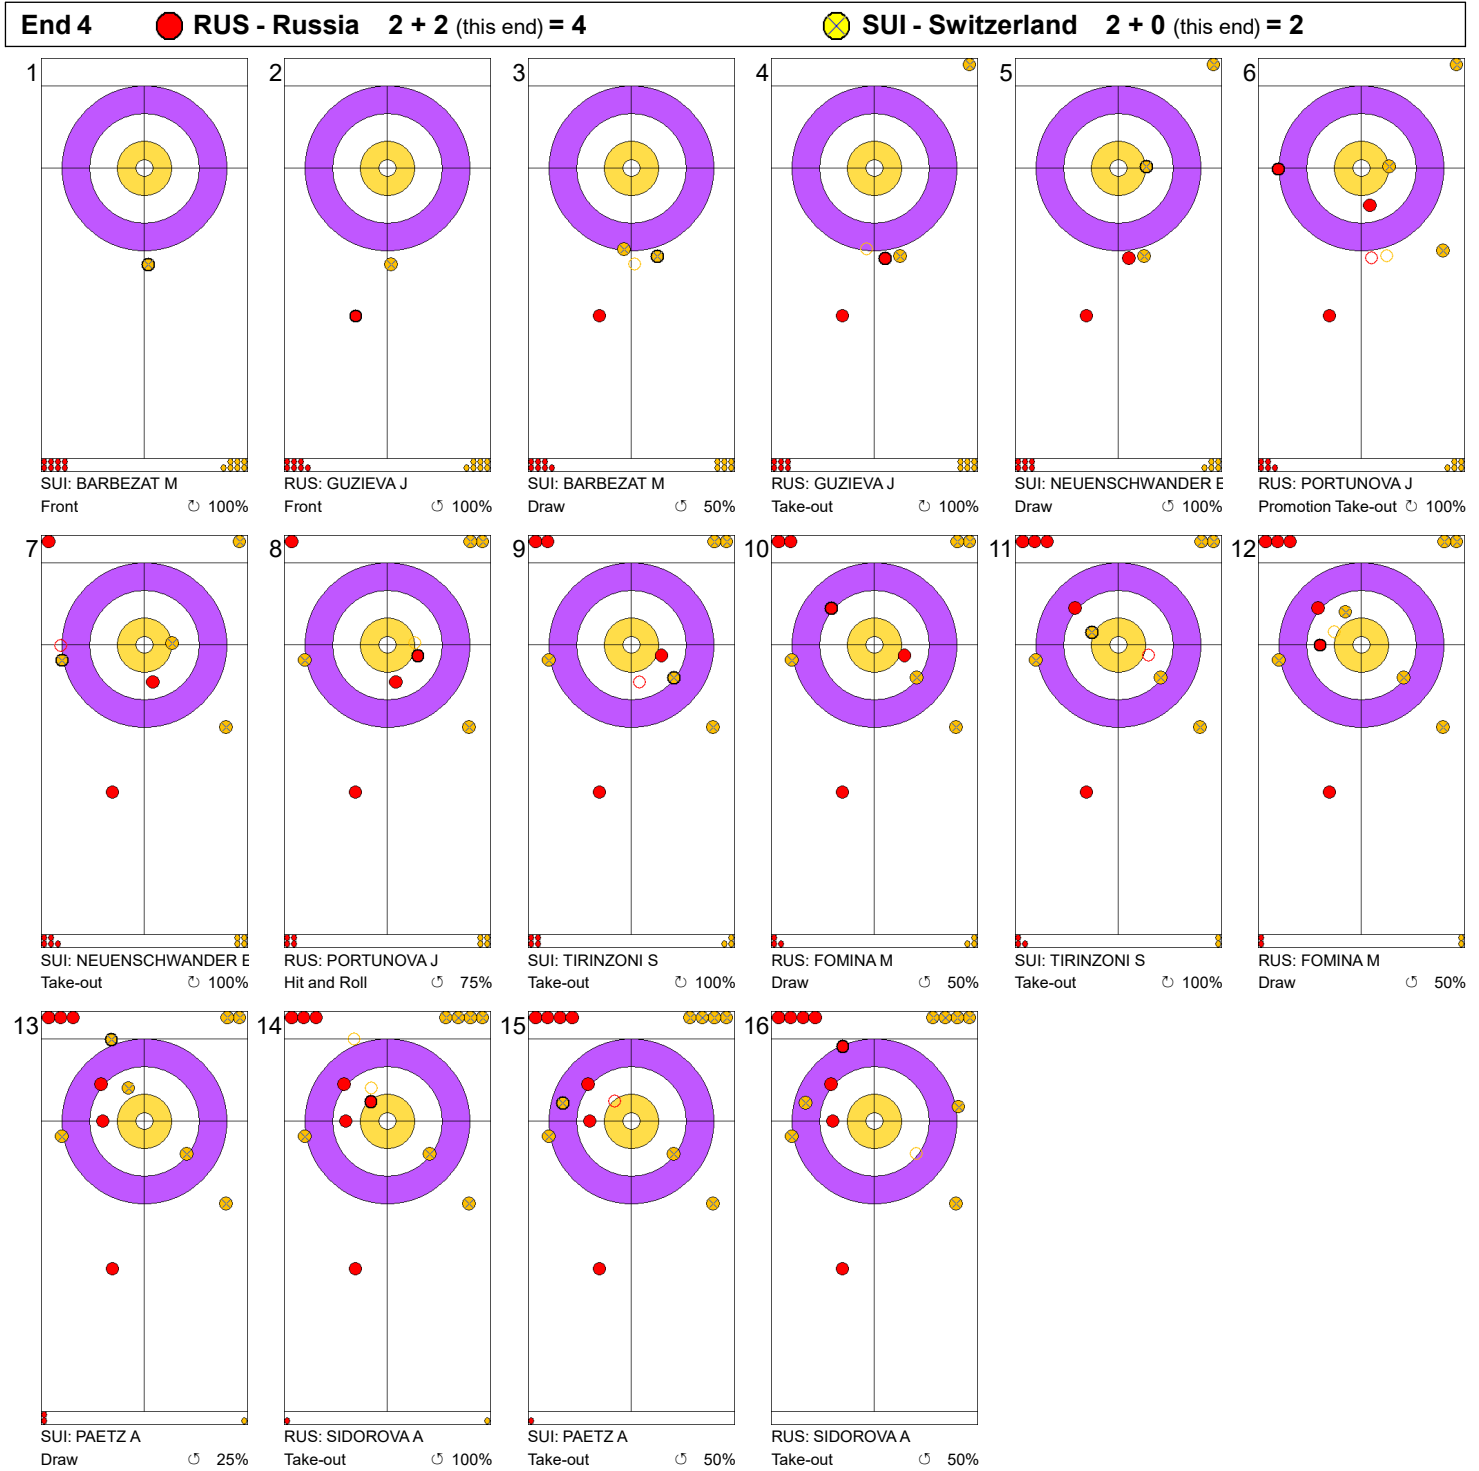 End 4 RUS - Russia 2 + 2 (this end) = 4 SUI - Switzerland 2 + 0 (this end) = 2
1 2 3 4 5 6
SUI: BARBEZAT M RUS: GUZIEVA J SUI: BARBEZAT M RUS: GUZIEVA J SUI: NEUENSCHWANDER E RUS: PORTUNOVA J
Front ↻ 100% Front ↻ 100% Draw ↺ 50% Take-out ↻ 100% Draw ↺ 100% Promotion Take-out ↻ 100%
7 8 9 10 11 12
SUI: NEUENSCHWANDER E RUS: PORTUNOVA J SUI: TIRINZONI S RUS: FOMINA M SUI: TIRINZONI S RUS: FOMINA M
Take-out ↻ 100% Hit and Roll ↺ 75% Take-out ↻ 100% Draw ↺ 50% Take-out ↻ 100% Draw ↺ 50%
13 14 15 16
SUI: PAETZ A RUS: SIDOROVA A SUI: PAETZ A RUS: SIDOROVA A
Draw ↺ 25% Take-out ↺ 100% Take-out ↺ 50% Take-out ↺ 50%